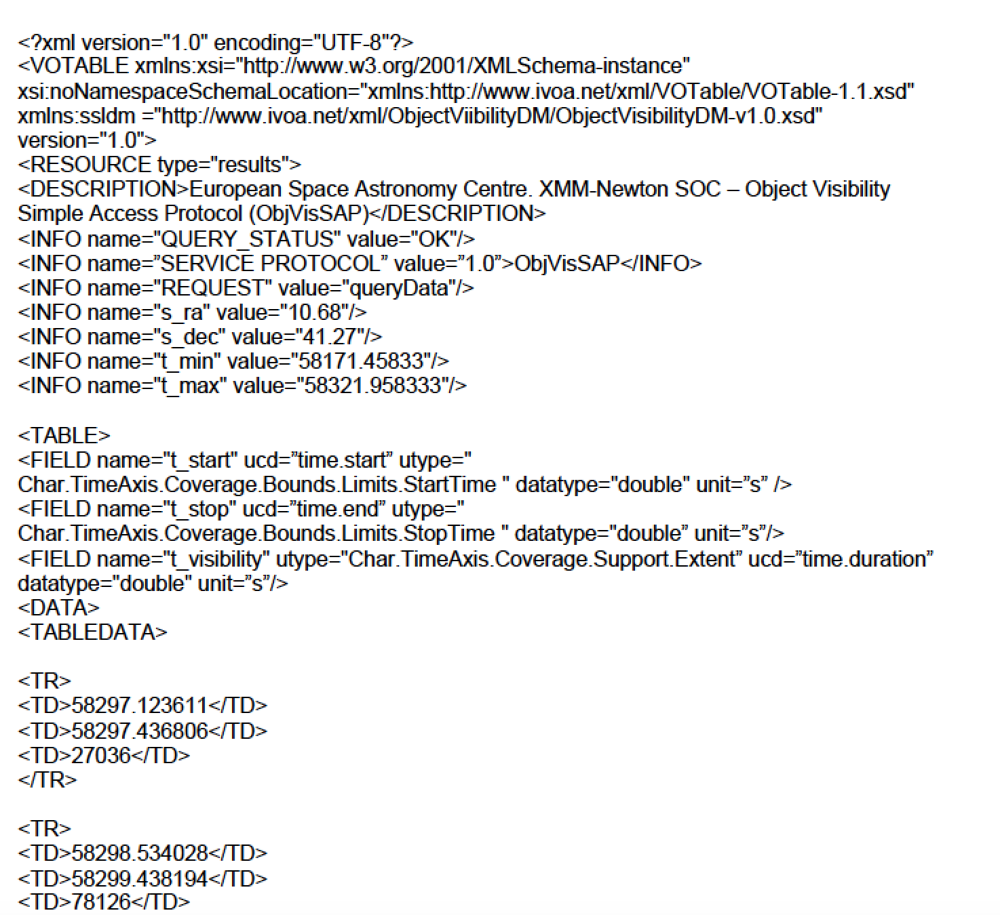 <?xml version="1.0" encoding="UTF-8"?>
<VOTABLE xmlns:xsi="http://www.w3.org/2001/XMLSchema-instance"
xsi:noNamespaceSchemaLocation="xmlns:http://www.ivoa.net/xml/VOTable/VOTable-1.1.xsd"
xmlns:ssldm ="http://www.ivoa.net/xml/ObjectViibilityDM/ObjectVisibilityDM-v1.0.xsd"
version="1.0">
<RESOURCE type="results">
<DESCRIPTION>European Space Astronomy Centre. XMM-Newton SOC – Object Visibility
Simple Access Protocol (ObjVisSAP)</DESCRIPTION>
<INFO name="QUERY_STATUS" value="OK"/>
<INFO name=”SERVICE PROTOCOL” value=”1.0”>ObjVisSAP</INFO>
<INFO name="REQUEST" value="queryData"/>
<INFO name="s_ra" value="10.68"/>
<INFO name="s_dec" value="41.27"/>
<INFO name="t_min" value="58171.45833"/>
<INFO name="t_max" value="58321.958333"/>
<TABLE>
<FIELD name="t_start" ucd=”time.start” utype="
Char.TimeAxis.Coverage.Bounds.Limits.StartTime " datatype="double" unit=”s” />
<FIELD name="t_stop" ucd=”time.end” utype="
Char.TimeAxis.Coverage.Bounds.Limits.StopTime " datatype="double” unit=”s”/>
<FIELD name="t_visibility" utype="Char.TimeAxis.Coverage.Support.Extent” ucd=”time.duration”
datatype="double" unit=”s”/>
<DATA>
<TABLEDATA>
<TR>
<TD>58297.123611</TD>
<TD>58297.436806</TD>
<TD>27036</TD>
</TR>
<TR>
<TD>58298.534028</TD>
<TD>58299.438194</TD>
<TD>78126</TD>